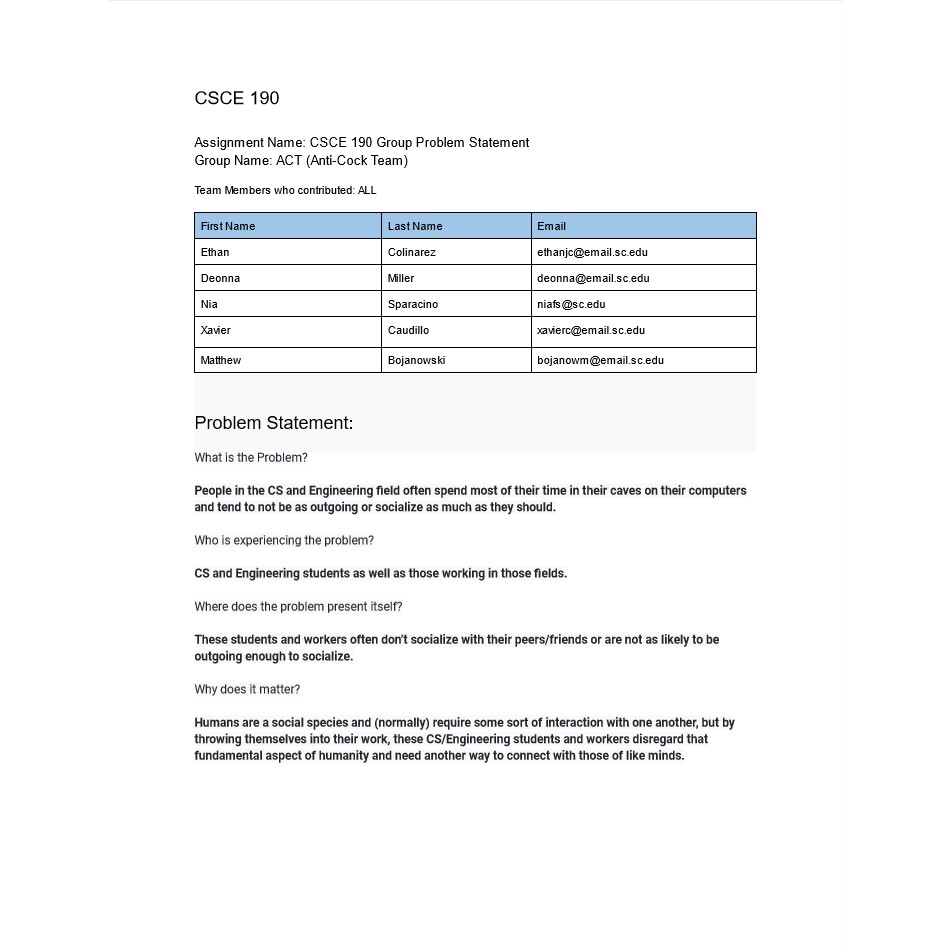 CSCE 190
Assignment Name: CSCE 190 Group Problem Statement
Group Name: ACT (Anti-Cock Team)
Team Members who contributed: ALL
First Name Last Name Email
Ethan Colinarez ethanjc@email.sc.edu
Deonna Miller deonna@email.sc.edu
Nia Sparacino niafs@sc.edu
Xavier Caudillo xavierc@email.sc.edu
Matthew Bojanowski bojanowm@email.sc.edu
Problem Statement:
What is the Problem?
People in the CS and Engineering field often spend most of their time in their caves on their computers
and tend to not be as outgoing or socialize as much as they should.
Who is experiencing the problem?
CS and Engineering students as well as those working in those fields.
Where does the problem present itself?
These students and workers often don't socialize with their peers/friends or are not as likely to be
outgoing enough to socialize.
Why does it matter?
Humans are a social species and (normally) require some sort of interaction with one another, but by
throwing themselves into their work, these CS/Engineering students and workers disregard that
fundamental aspect of humanity and need another way to connect with those of like minds.